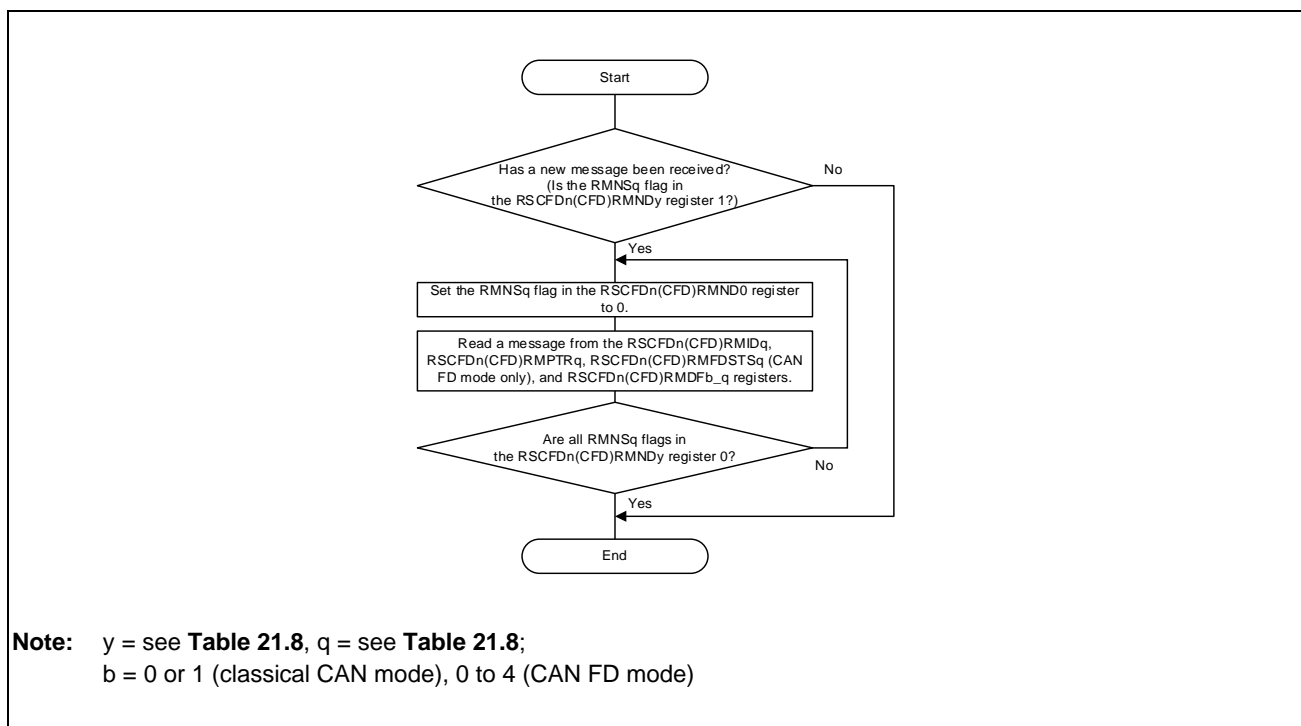 Start
Has a new message been received?
(Is the RMNSq flag in
the RSCFDn(CFD)RMNDy register 1?)
No
Yes
Set the RMNSq flag in the RSCFDn(CFD)RMND0 register
to 0.
Read a message from the RSCFDn(CFD)RMIDq,
RSCFDn(CFD)RMPTRq, RSCFDn(CFD)RMFDSTSq (CAN
FD mode only), and RSCFDn(CFD)RMDFb_q registers.
Are all RMNSq flags in
the RSCFDn(CFD)RMNDy register 0?
No
Yes
End
Note: y = see Table 21.8, q = see Table 21.8;
b = 0 or 1 (classical CAN mode), 0 to 4 (CAN FD mode)